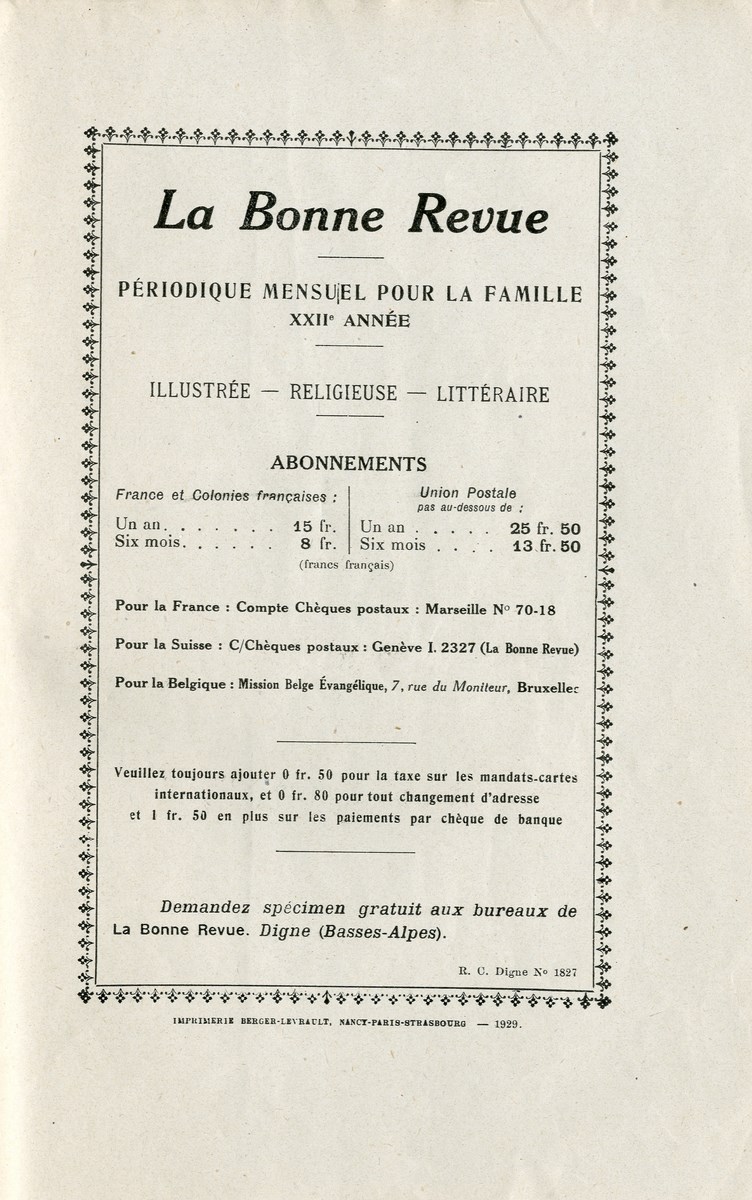 La Bonne Revue
PÉRIODIQUE MENSUEL POUR LA FAMILLE
XXIIe ANNÉE
ILLUSTRÉE — RELIGIEUSE — LITTÉRAIRE
ABONNEMENTS
France et Colonies françaises :
Un an. . . . . . . 15 fr.
Six mois. . . . . . 8 fr.
Union Postale
pas au-dessous de :
Un an . . . . . 25 fr. 50
Six mois . . . . 13 fr. 50
(francs français)
Pour la France : Compte Chèques postaux : Marseille No 70-18
Pour la Suisse : C/Chèques postaux : Genève I. 2327 (La Bonne Revue)
Pour la Belgique : Mission Belge Évangélique, 7, rue du Moniteur, Bruxelles
Veuillez toujours ajouter 0 fr. 50 pour la taxe sur les mandats-cartes
internationaux, et 0 fr. 80 pour tout changement d'adresse
et 1 fr. 50 en plus sur les paiements par chèque de banque
Demandez spécimen gratuit aux bureaux de
La Bonne Revue. Digne (Basses-Alpes).
R. C. Digne No 1827
IMPRIMERIE BERGER-LEVRAULT, NANCY-PARIS-STRASBOURG — 1929.